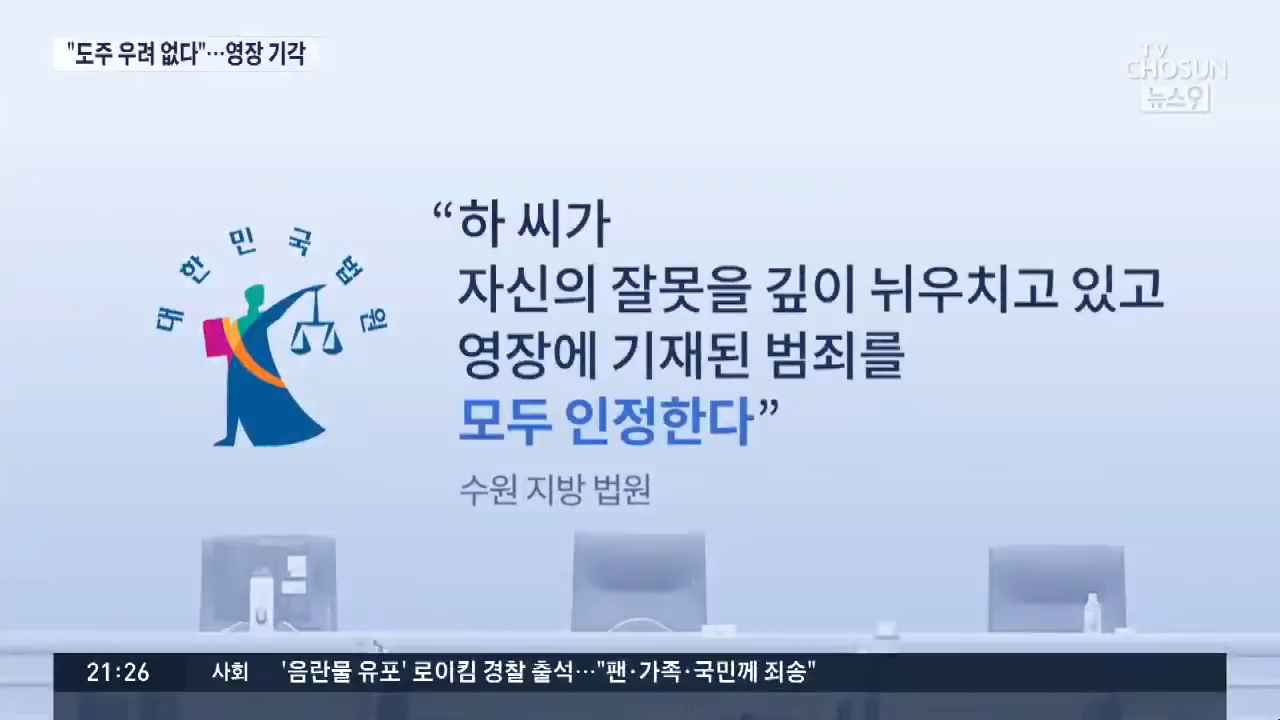 "도주 우려 없다"…영장 기각
TV
CHOSUN
뉴스9
대한민국법원
“하 씨가
자신의 잘못을 깊이 뉘우치고 있고
영장에 기재된 범죄를
모두 인정한다”
수원 지방 법원
21:26 사회 '음란물 유포' 로이킴 경찰 출석…"팬·가족·국민께 죄송"